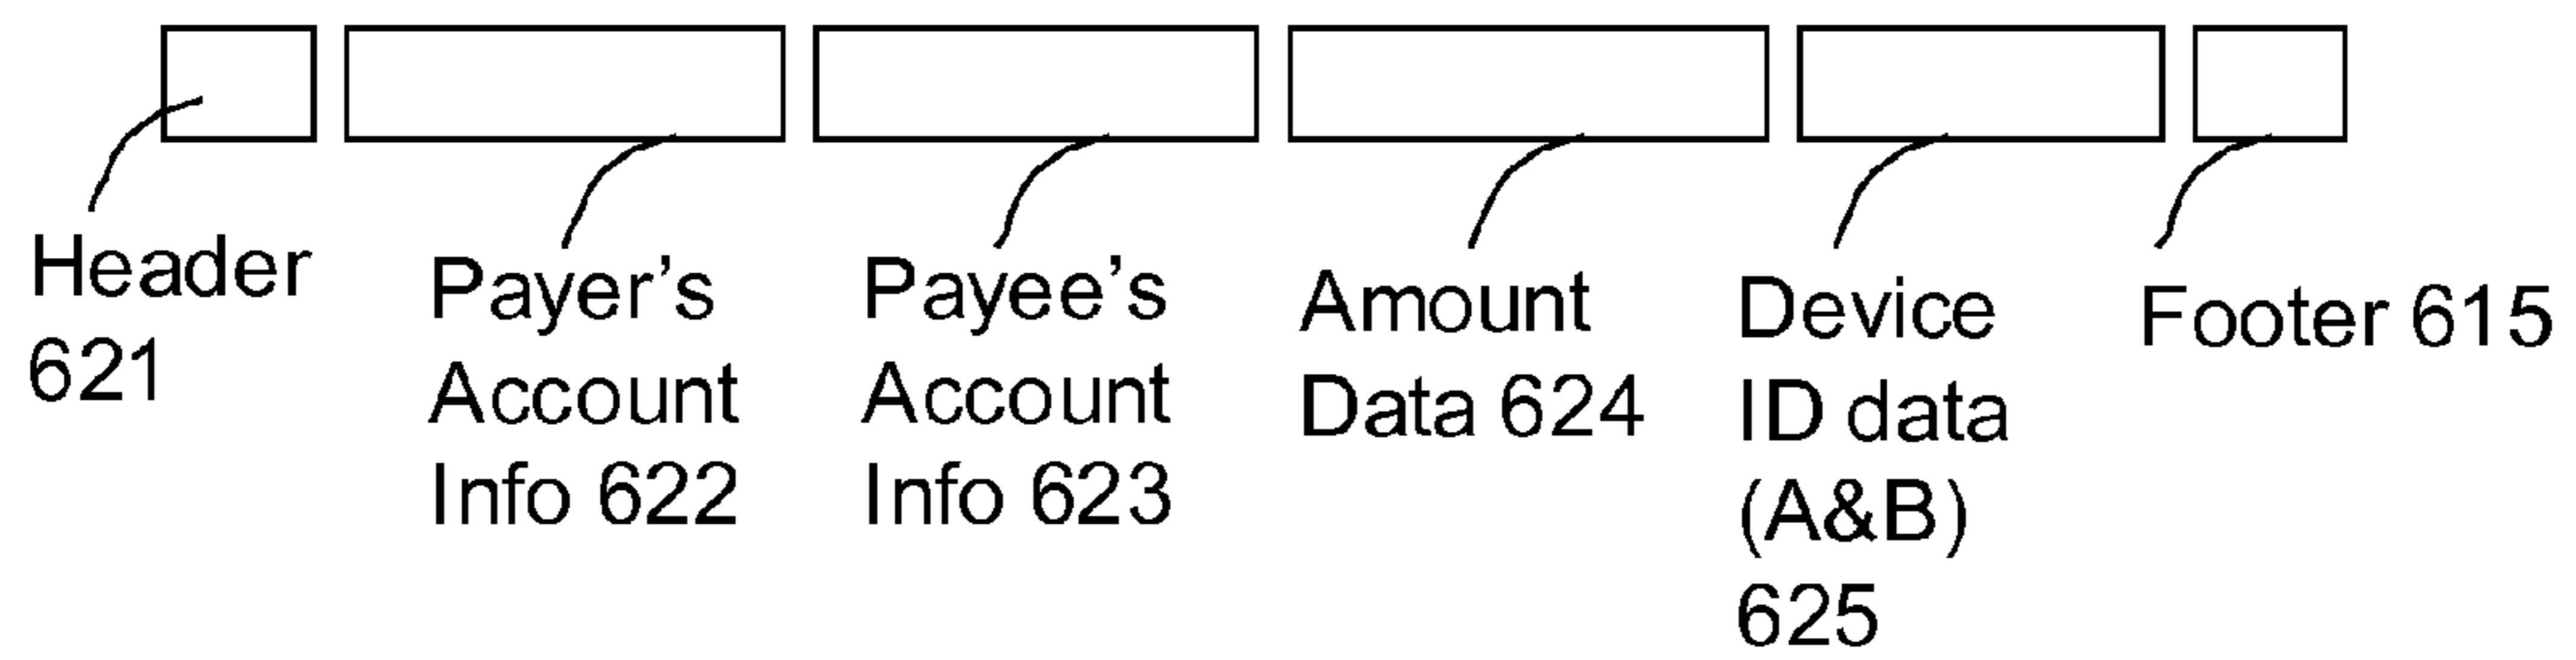 Header
621
Payer’s
Account
Info 622
Payee’s
Account
Info 623
Amount
Data 624
Device
ID data
(A&B)
625
Footer 615